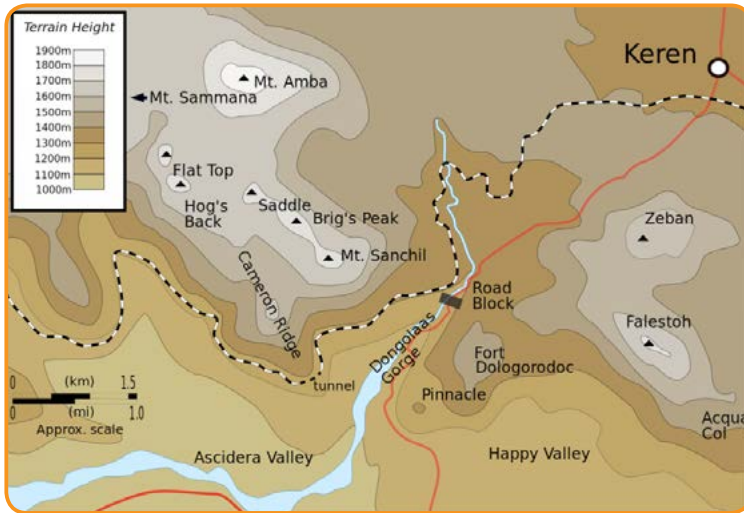 Terrain Height
1900m
1800m
1700m
1600m
1500m
1400m
1300m
1200m
1100m
1000m
Keren
Mt. Amba
Mt. Sammana
Flat Top
Hog's
Back
Saddle
Brig's Peak
Mt. Sanchil
Cameron Ridge
Zeban
Road
Block
Falestoh
Dongolaas
Gorge
Fort
Dologorodoc
tunnel
Pinnacle
Acqua
Col
0 (km) 1.5
0 (mi) 1.0
Approx. scale
Ascidera Valley
Happy Valley